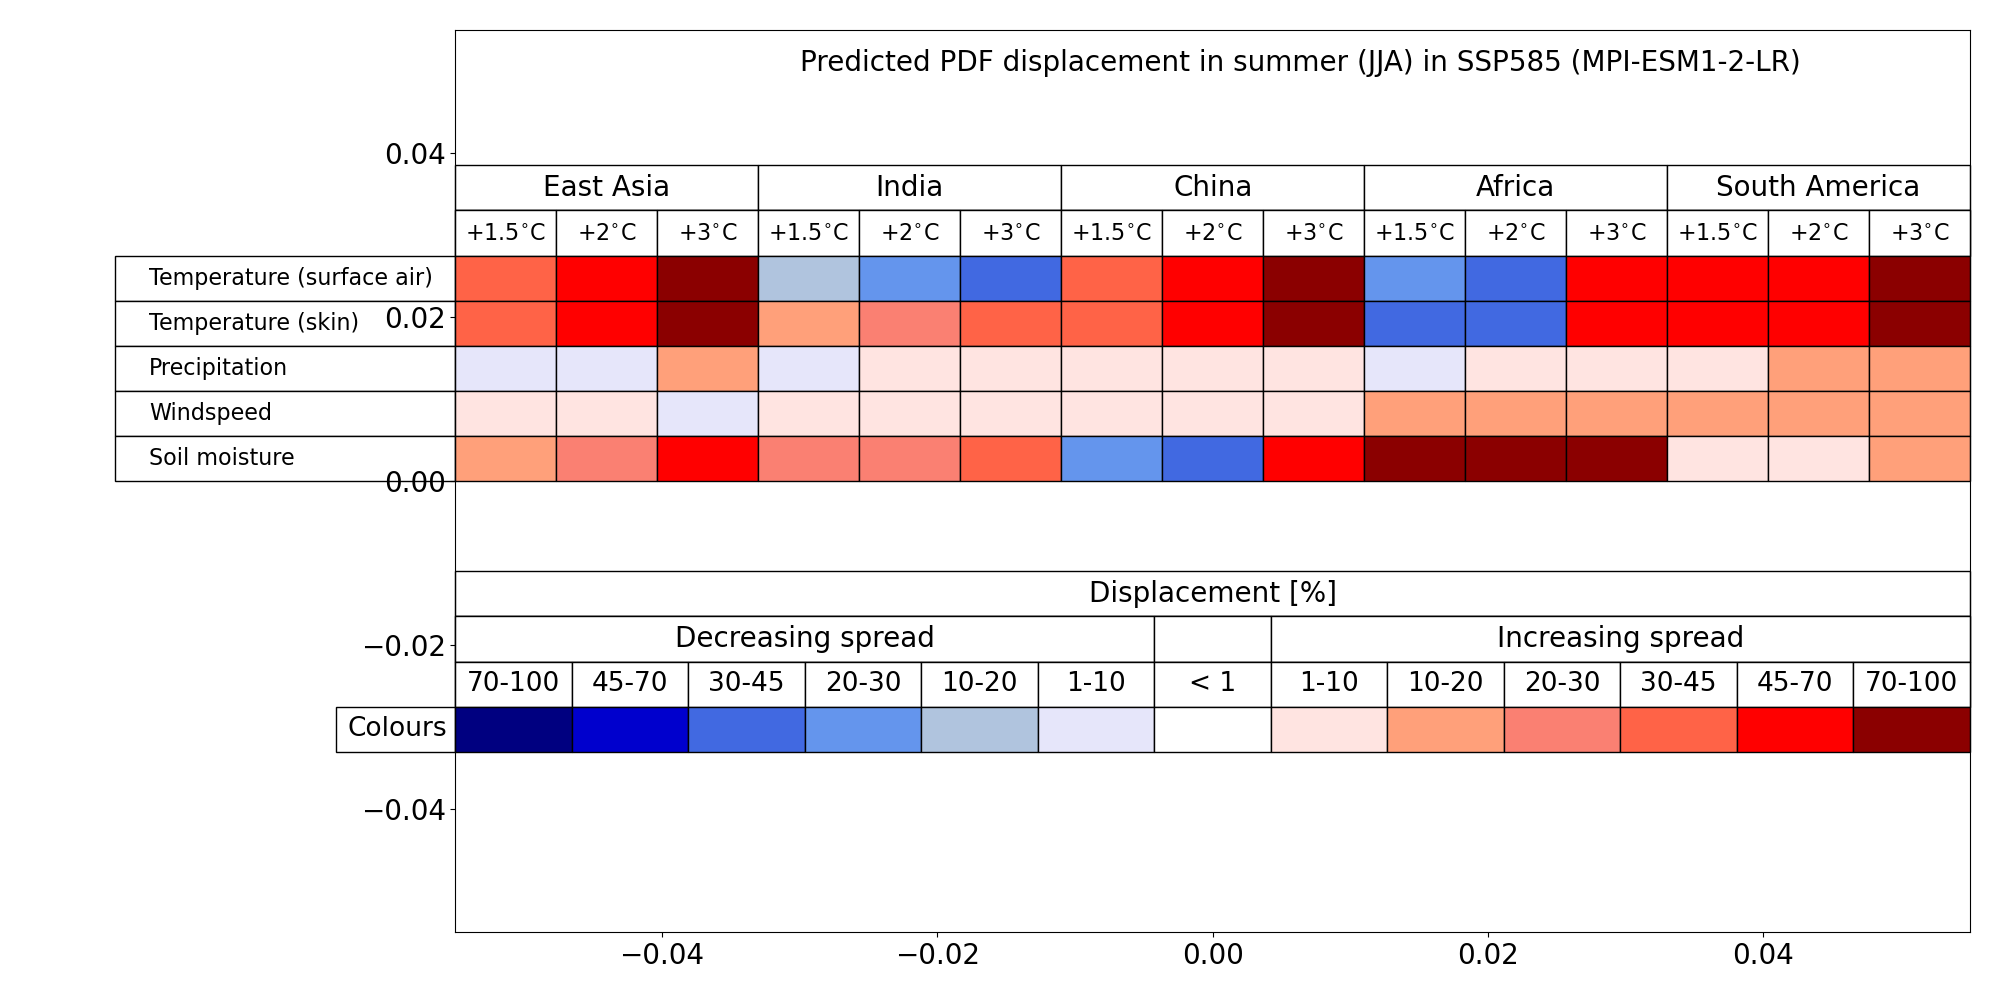 Predicted PDF displacement in summer (JJA) in SSP585 (MPI-ESM1-2-LR)
0.04
East Asia India China Africa South America
+1.5°C +2°C +3°C +1.5°C +2°C +3°C +1.5°C +2°C +3°C +1.5°C +2°C +3°C +1.5°C +2°C +3°C
Temperature (surface air)
Temperature (skin) 0.02
Precipitation
Windspeed
Soil moisture
0.00
Displacement [%]
−0.02 Decreasing spread Increasing spread
70-100 45-70 30-45 20-30 10-20 1-10 < 1 1-10 10-20 20-30 30-45 45-70 70-100
Colours
−0.04
−0.04 −0.02 0.00 0.02 0.04